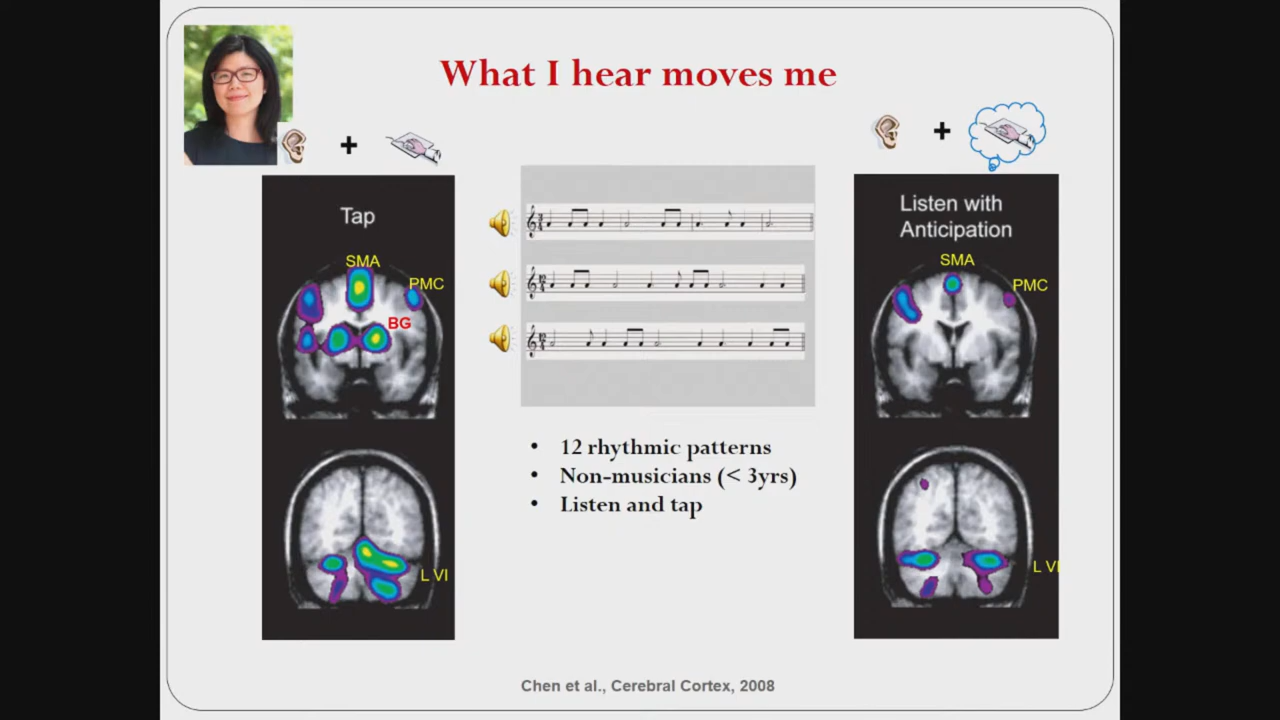 What I hear moves me
+
+
Tap
SMA
PMC
BG
L VI
Listen with
Anticipation
SMA
PMC
L VI
• 12 rhythmic patterns
• Non-musicians (< 3yrs)
• Listen and tap
Chen et al., Cerebral Cortex, 2008